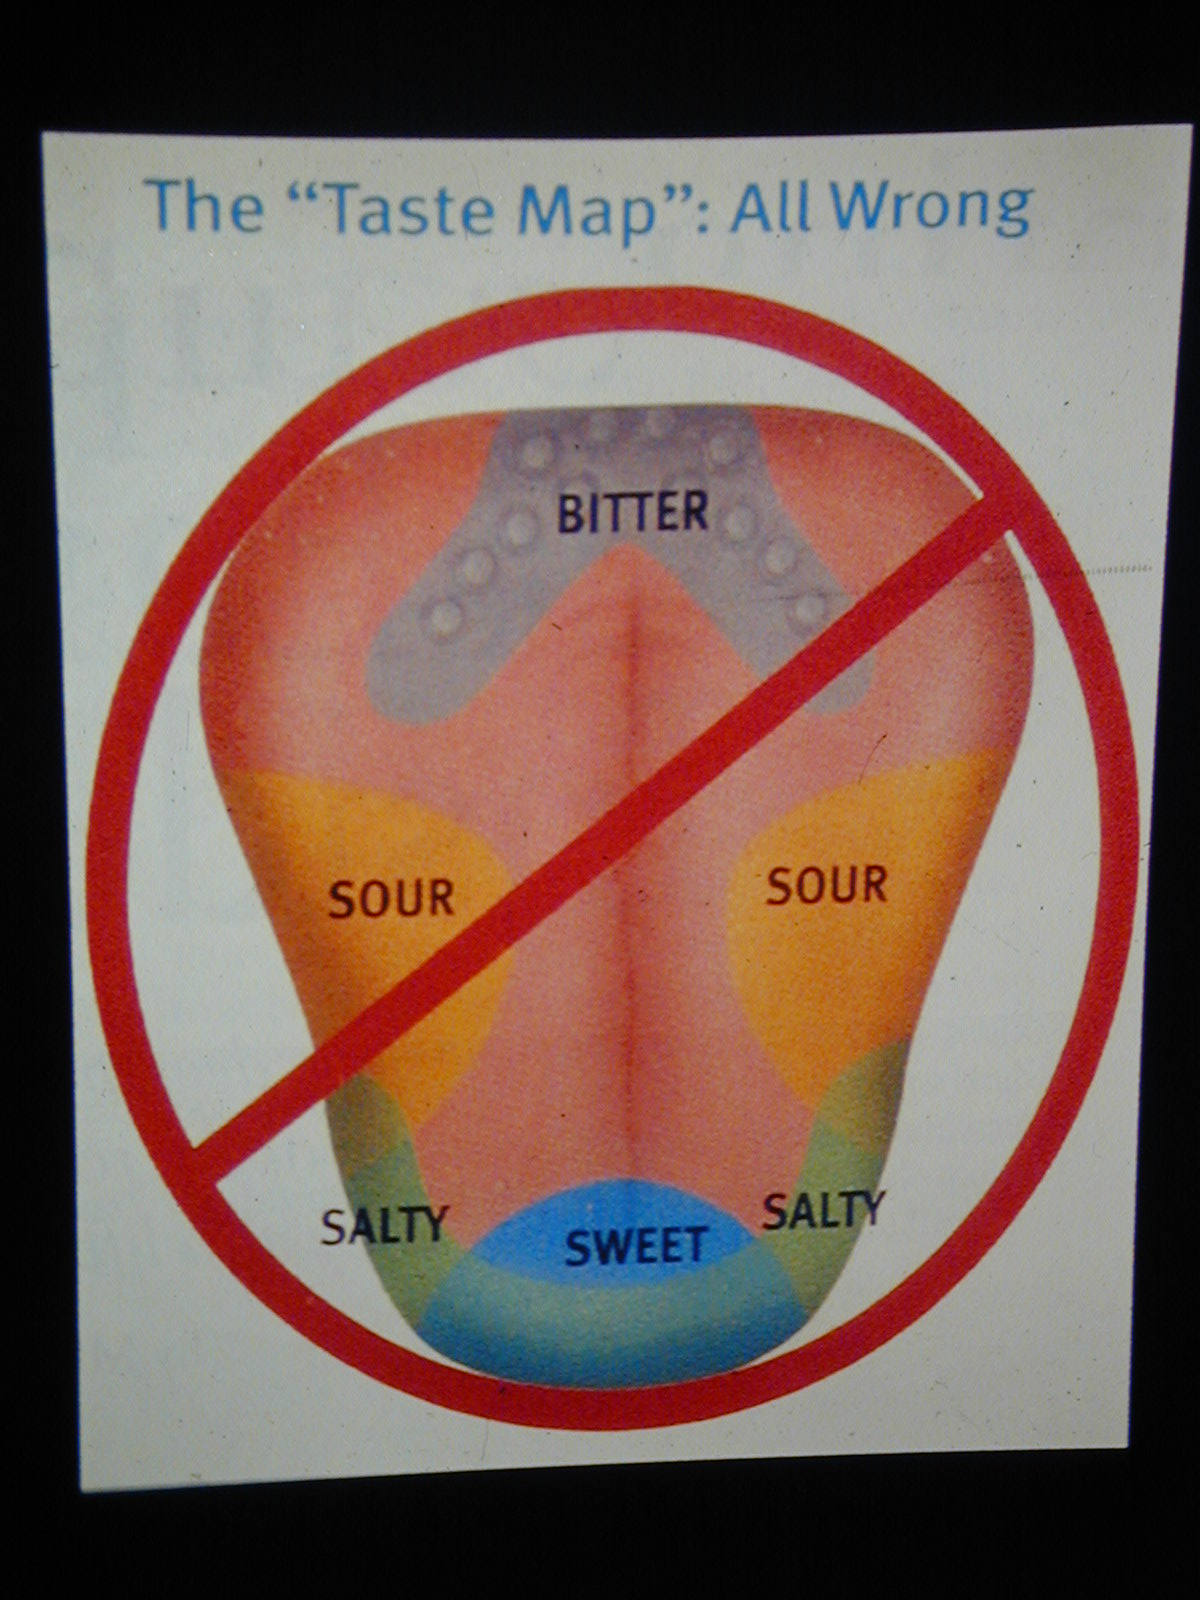 The “Taste Map”: All Wrong
BITTER
SOUR
SOUR
SALTY
SWEET
SALTY